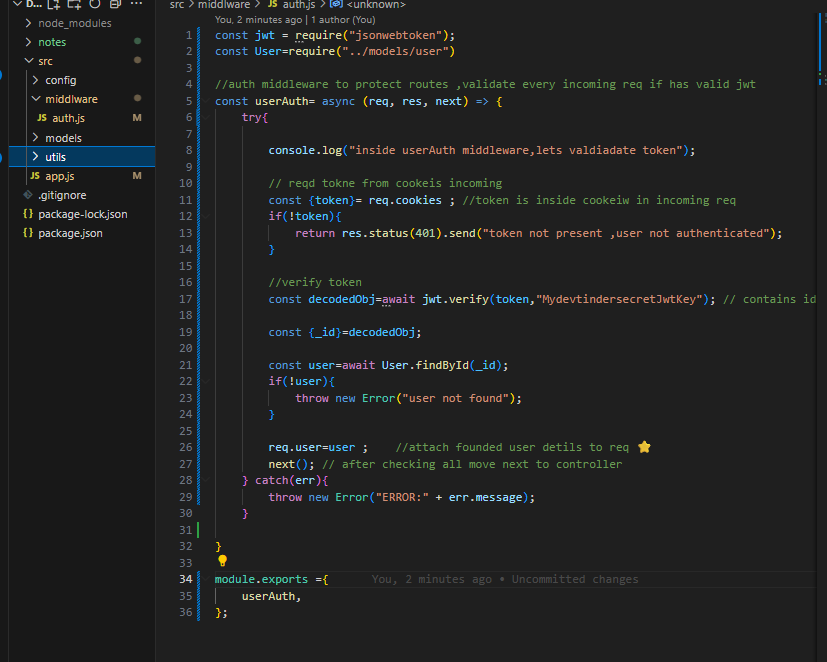 D...
node_modules
notes
src
config
middlware
JS auth.js M
models
utils
JS app.js M
.gitignore
{} package-lock.json
{} package.json
src > middlware > JS auth.js > <unknown>
You, 2 minutes ago | 1 author (You)
1 const jwt = require("jsonwebtoken");
2 const User=require("../models/user")
3
4 //auth middleware to protect routes ,validate every incoming req if has valid jwt
5 const userAuth= async (req, res, next) => {
6 try{
7
8 console.log("inside userAuth middleware,lets valdiadate token");
9
10 // reqd tokne from cookeis incoming
11 const {token}= req.cookies ; //token is inside cookeiw in incoming req
12 if(!token){
13 return res.status(401).send("token not present ,user not authenticated");
14 }
15
16 //verify token
17 const decodedObj=await jwt.verify(token,"MydevtindersecretJwtKey"); // contains id
18
19 const {_id}=decodedObj;
20
21 const user=await User.findById(_id);
22 if(!user){
23 throw new Error("user not found");
24 }
25
26 req.user=user ; //attach founded user detils to req ⭐
27 next(); // after checking all move next to controller
28 } catch(err){
29 throw new Error("ERROR:" + err.message);
30 }
31
32 }
33
34 module.exports ={ You, 2 minutes ago • Uncommitted changes
35 userAuth,
36 };